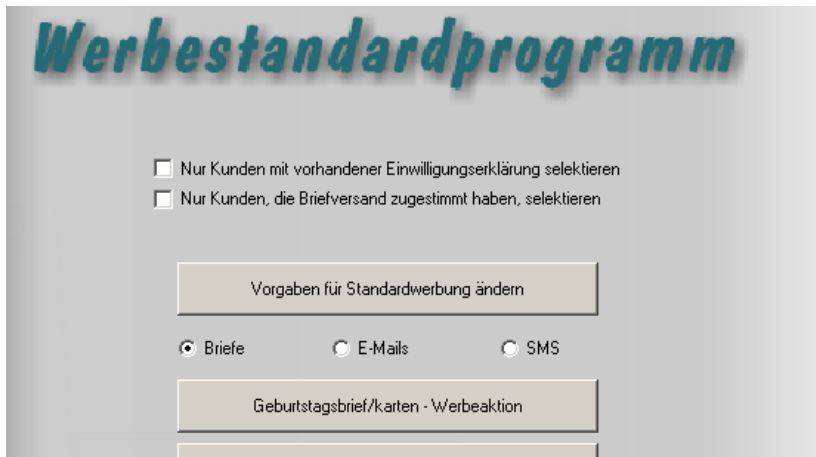 Werbestandardprogramm
Nur Kunden mit vorhandener Einwilligungserklärung selektieren
Nur Kunden, die Briefversand zugestimmt haben, selektieren
Vorgaben für Standardwerbung ändern
Briefe E-Mails SMS
Geburtstagsbrief/karten - Werbeaktion